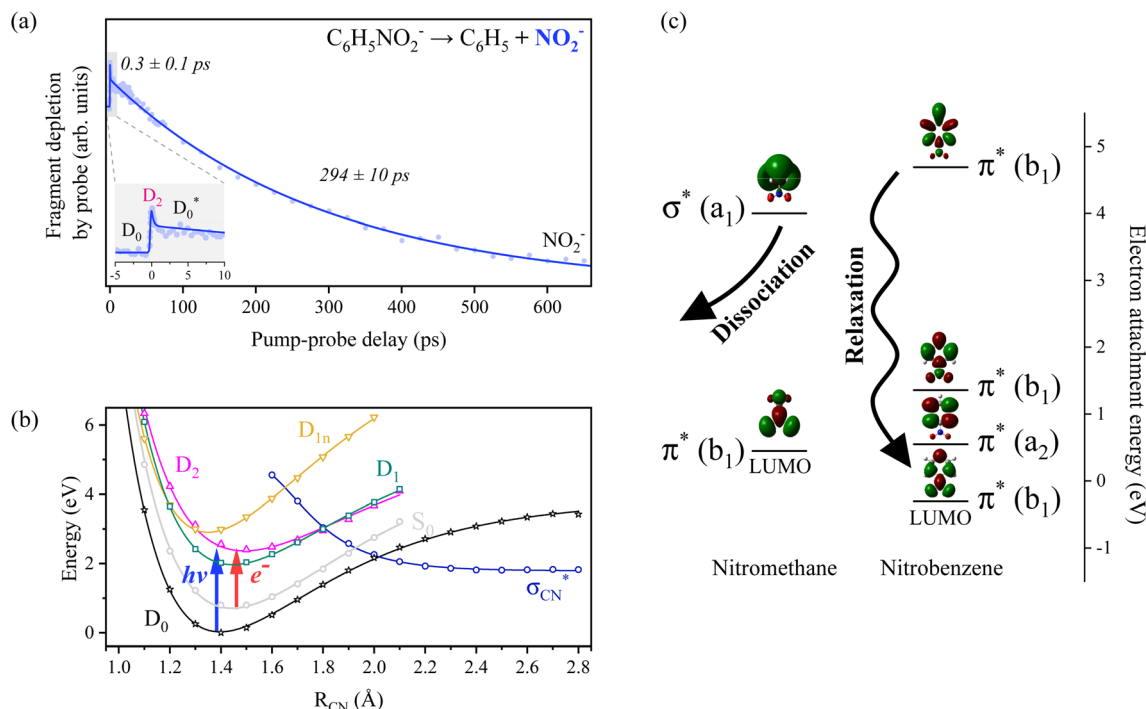 (a)
C₆H₅NO₂⁻ → C₆H₅ + NO₂⁻
0.3 ± 0.1 ps
294 ± 10 ps
Fragment depletion
by probe (arb. units)
D₂
D₀
D₀*
-5 0 5 10
NO₂⁻
0 100 200 300 400 500 600
Pump-probe delay (ps)
(b)
6
4
2
0
Energy (eV)
D₁ₙ
D₂
D₁
S₀
hν
e⁻
D₀
σ_CN*
1.0 1.2 1.4 1.6 1.8 2.0 2.2 2.4 2.6 2.8
R_CN (Å)
(c)
σ* (a₁)
Dissociation
π* (b₁)
LUMO
Nitromethane
π* (b₁)
Relaxation
π* (b₁)
π* (a₂)
π* (b₁)
LUMO
Nitrobenzene
5
4
3
2
1
0
-1
Electron attachment energy (eV)